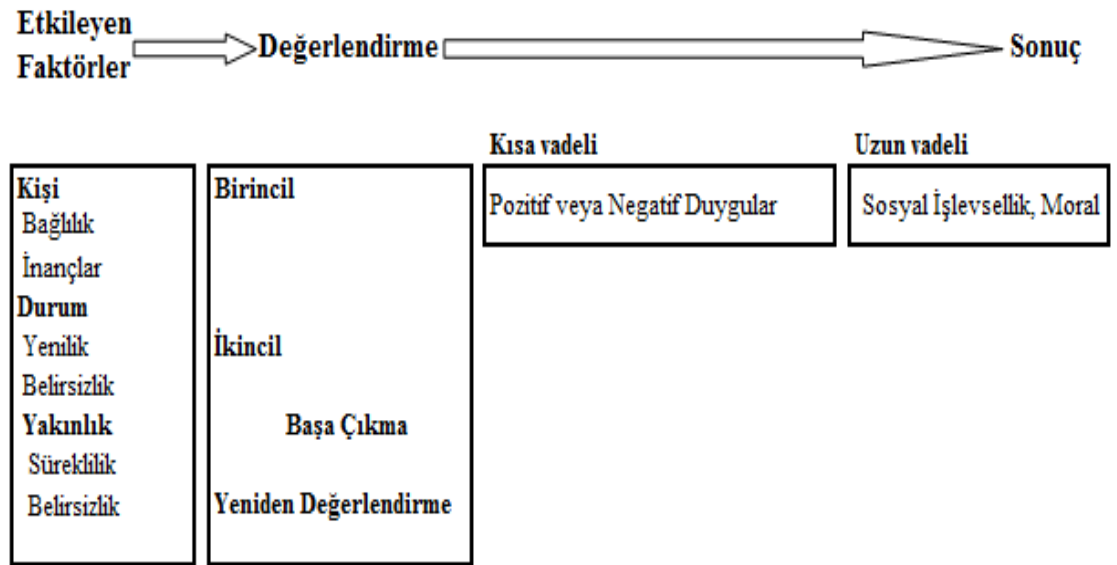 Etkileyen
Faktörler
Değerlendirme
Sonuç
Kısa vadeli
Uzun vadeli
Kişi
Bağlılık
İnançlar
Durum
Yenilik
Belirsizlik
Yakınlık
Süreklilik
Belirsizlik
Birincil
İkincil
Başa Çıkma
Yeniden Değerlendirme
Pozitif veya Negatif Duygular
Sosyal İşlevsellik, Moral